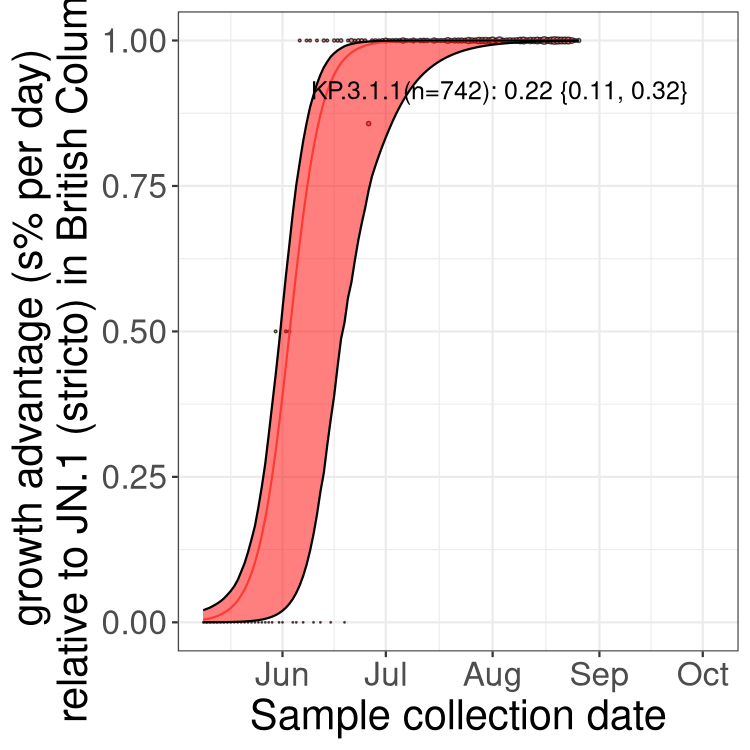 growth advantage (s% per day)
relative to JN.1 (stricto) in British Colum
1.00
0.75
0.50
0.25
0.00
KP.3.1.1(n=742): 0.22 {0.11, 0.32}
Jun Jul Aug Sep Oct
Sample collection date